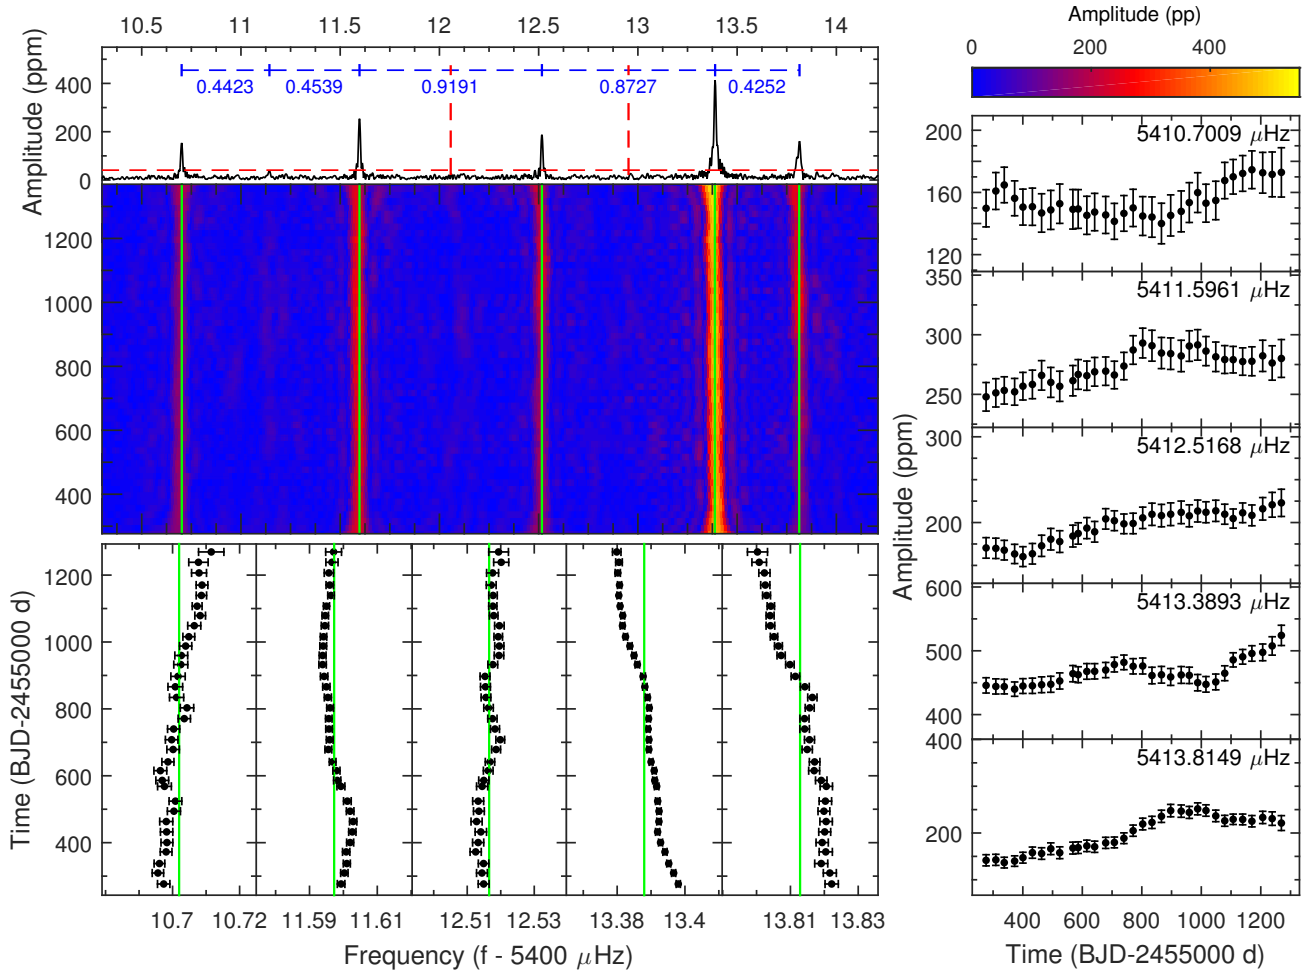 10.5 11 11.5 12 12.5 13 13.5 14
Amplitude (ppm)
400
200
0
0.4423 0.4539 0.9191 0.8727 0.4252
1200
1000
800
600
400
Time (BJD-2455000 d)
1200
1000
800
600
400
10.7 10.72 11.59 11.61 12.51 12.53 13.38 13.4 13.81 13.83
Frequency (f - 5400 μHz)
Amplitude (pp)
0 200 400
Amplitude (ppm)
5410.7009 μHz
200
160
120
5411.5961 μHz
350
300
250
5412.5168 μHz
300
200
5413.3893 μHz
600
500
400
5413.8149 μHz
400
200
400 600 800 1000 1200
Time (BJD-2455000 d)